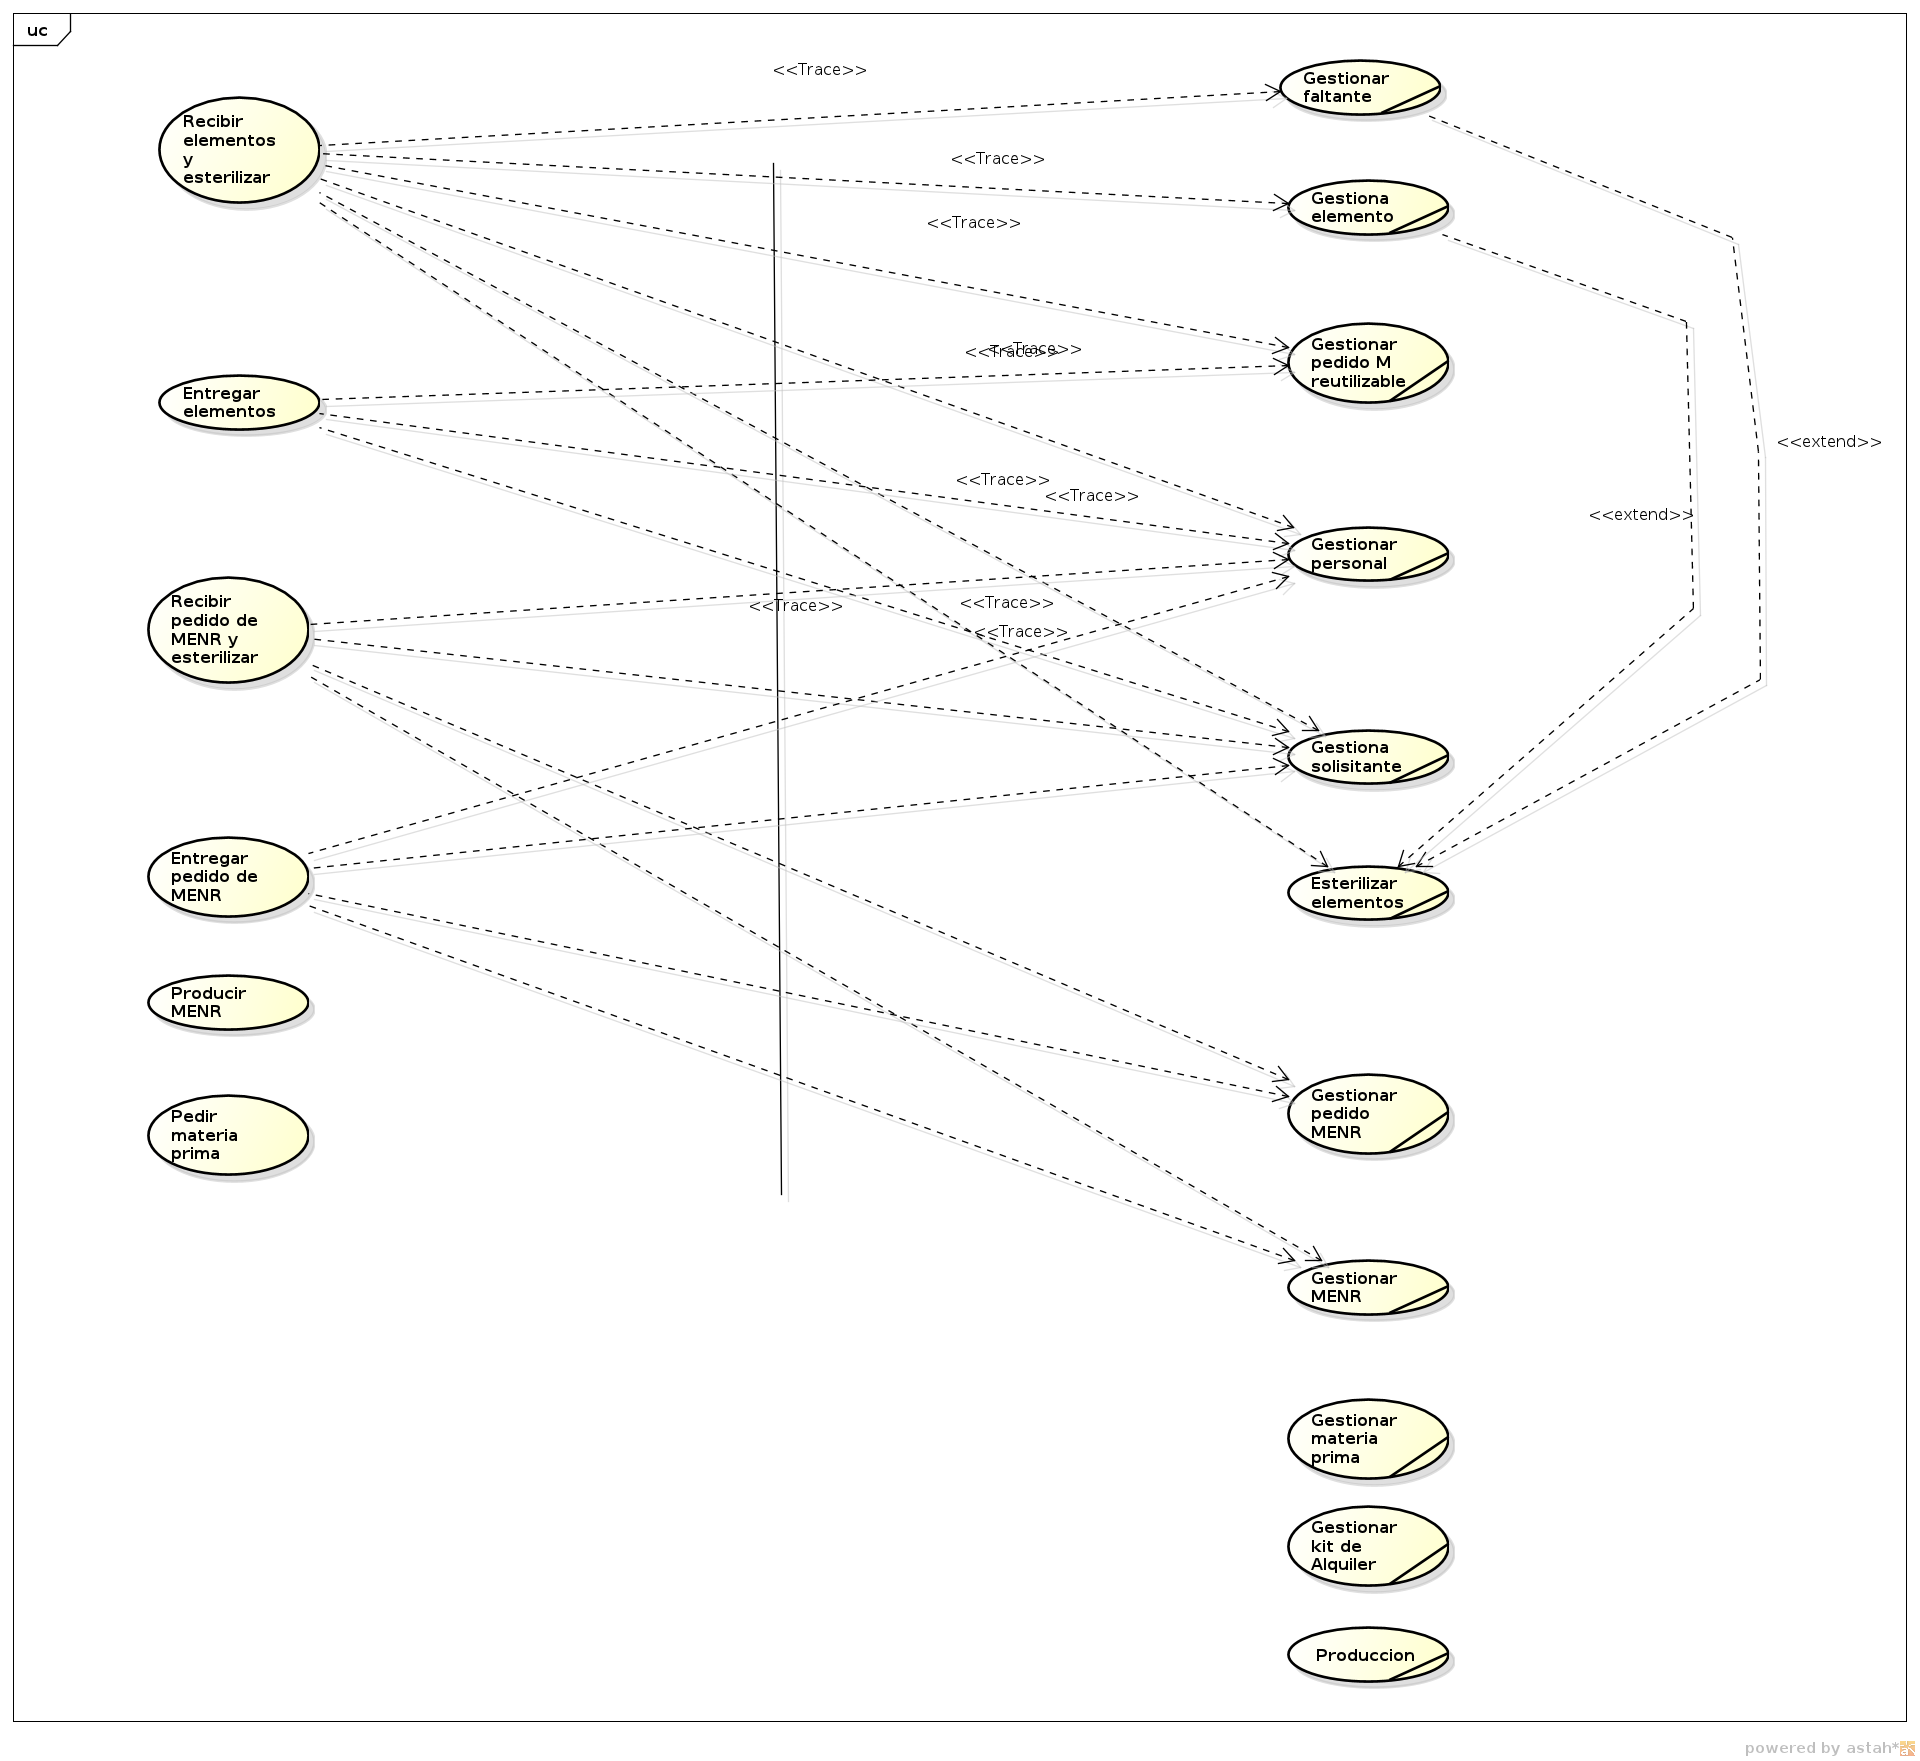 uc
<<Trace>>
Gestionar
faltante
Recibir
elementos
y
esterilizar
<<Trace>>
Gestiona
elemento
<<Trace>>
Gestionar
pedido M
reutilizable
<<Trace>>
<<Trace>>
Entregar
elementos
<<extend>>
<<Trace>>
<<Trace>>
<<extend>>
Gestionar
personal
Recibir
pedido de
MENR y
esterilizar
<<Trace>>
<<Trace>>
<<Trace>>
Gestiona
solisitante
Entregar
pedido de
MENR
Esterilizar
elementos
Producir
MENR
Gestionar
pedido
MENR
Pedir
materia
prima
Gestionar
MENR
Gestionar
materia
prima
Gestionar
kit de
Alquiler
Produccion
powered by astah*